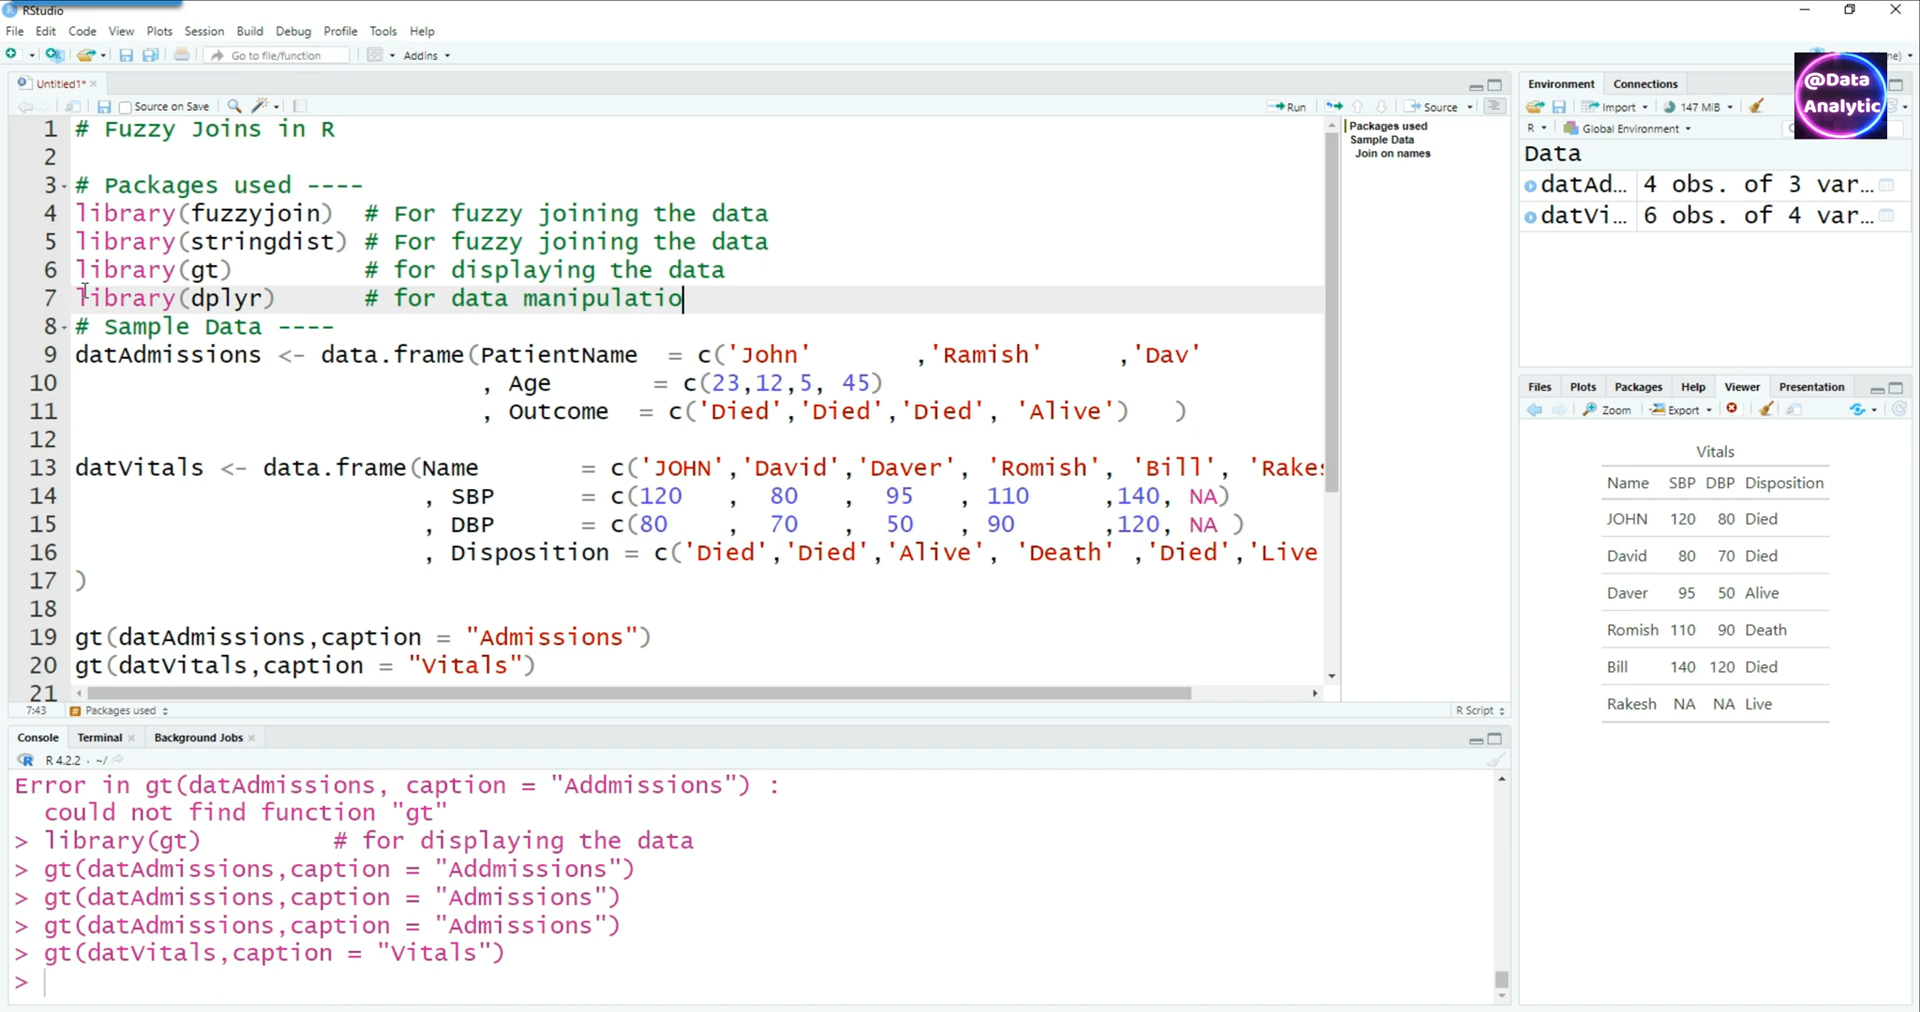 RStudio
File Edit Code View Plots Session Build Debug Profile Tools Help
Go to file/function Addins
Untitled1*
Source on Save Run Source
1 # Fuzzy Joins in R
2
3 # Packages used ----
4 library(fuzzyjoin) # For fuzzy joining the data
5 library(stringdist) # For fuzzy joining the data
6 library(gt) # for displaying the data
7 library(dplyr) # for data manipulatio
8 # Sample Data ----
9 datAdmissions <- data.frame(PatientName = c('John' ,'Ramish' ,'Dav'
10 , Age = c(23,12,5, 45)
11 , Outcome = c('Died','Died','Died', 'Alive') )
12
13 datVitals <- data.frame(Name = c('JOHN','David','Daver', 'Romish', 'Bill', 'Rakes
14 , SBP = c(120 , 80 , 95 , 110 ,140, NA)
15 , DBP = c(80 , 70 , 50 , 90 ,120, NA )
16 , Disposition = c('Died','Died','Alive', 'Death' ,'Died','Live
17 )
18
19 gt(datAdmissions,caption = "Admissions")
20 gt(datVitals,caption = "Vitals")
21
7:43 Packages used R Script
Packages used
Sample Data
Join on names
Console Terminal Background Jobs
R 4.2.2 · ~/
Error in gt(datAdmissions, caption = "Addmissions") :
could not find function "gt"
> library(gt) # for displaying the data
> gt(datAdmissions,caption = "Addmissions")
> gt(datAdmissions,caption = "Admissions")
> gt(datAdmissions,caption = "Admissions")
> gt(datVitals,caption = "Vitals")
>
Environment Connections
Import 147 MiB
R Global Environment
@Data
Analytic
Data
datAd... 4 obs. of 3 var...
datVi... 6 obs. of 4 var...
Files Plots Packages Help Viewer Presentation
Zoom Export
Vitals
Name SBP DBP Disposition
JOHN 120 80 Died
David 80 70 Died
Daver 95 50 Alive
Romish 110 90 Death
Bill 140 120 Died
Rakesh NA NA Live